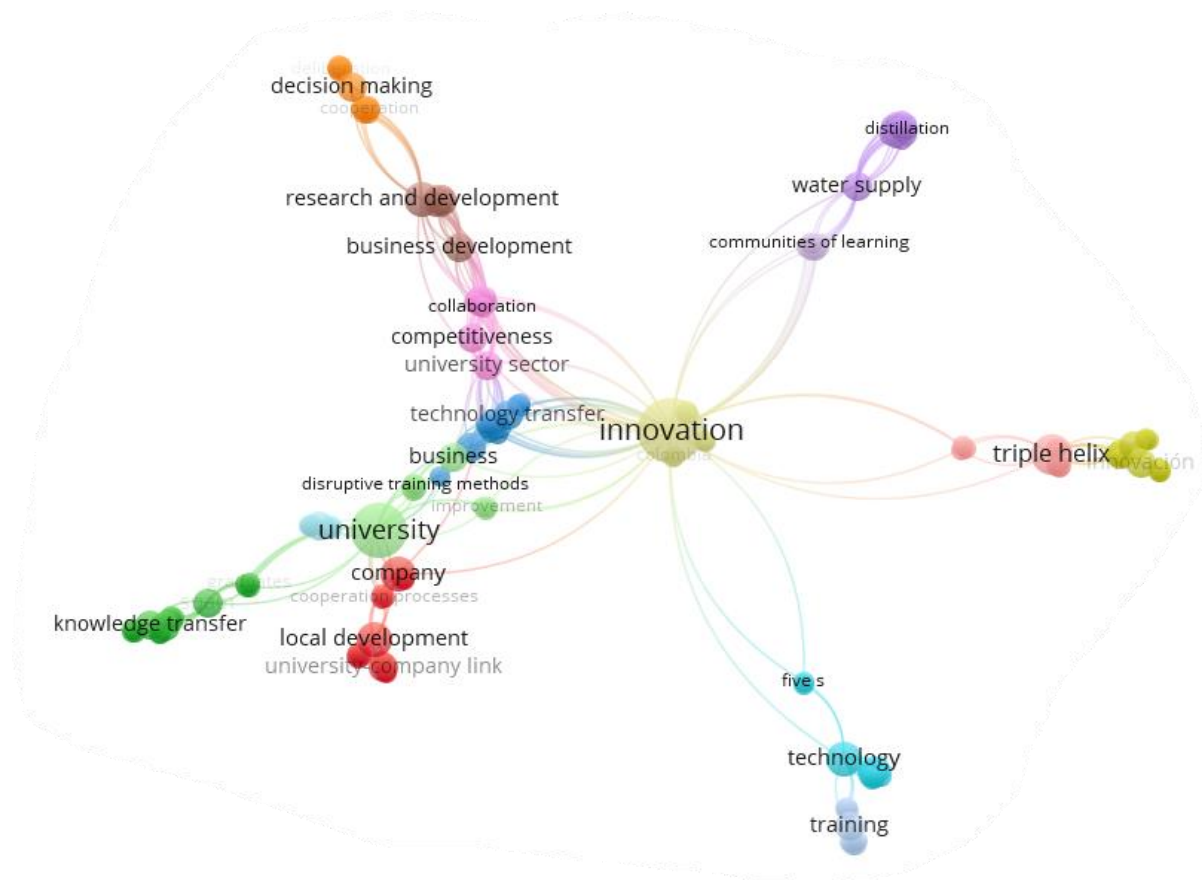 deliberation
decision making
cooperation
distillation
water supply
research and development
communities of learning
business development
collaboration
competitiveness
university sector
technology transfer
innovation
colombia
triple helix
innovación
business
disruptive training methods
improvement
university
company
graduates
cooperation processes
knowledge transfer
local development
university-company link
five s
technology
training